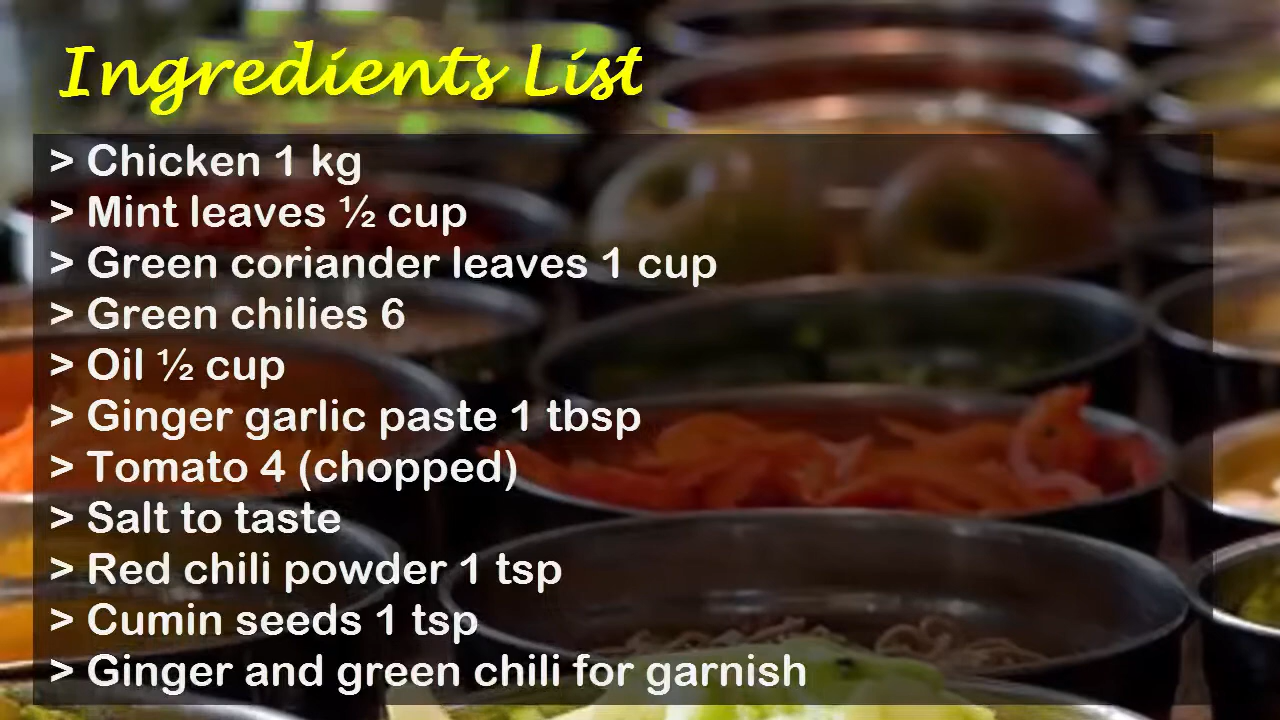 Ingredients List
> Chicken 1 kg
> Mint leaves ½ cup
> Green coriander leaves 1 cup
> Green chilies 6
> Oil ½ cup
> Ginger garlic paste 1 tbsp
> Tomato 4 (chopped)
> Salt to taste
> Red chili powder 1 tsp
> Cumin seeds 1 tsp
> Ginger and green chili for garnish